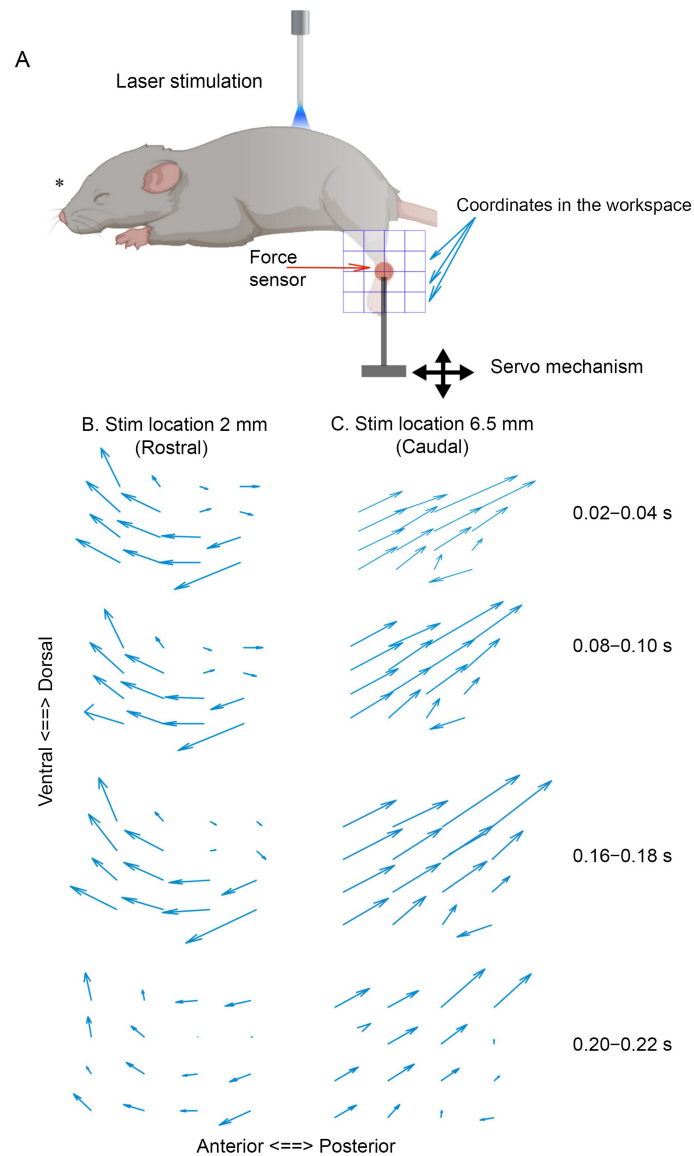 A
Laser stimulation
*
Coordinates in the workspace
Force
sensor
Servo mechanism
B. Stim location 2 mm
(Rostral)
C. Stim location 6.5 mm
(Caudal)
0.02−0.04 s
0.08−0.10 s
Ventral <==> Dorsal
0.16−0.18 s
0.20−0.22 s
Anterior <==> Posterior